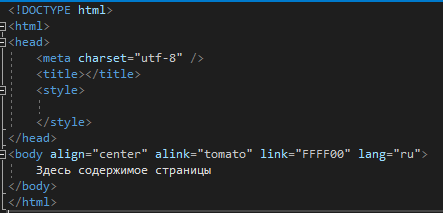 <!DOCTYPE html>
<html>
<head>
<meta charset="utf-8" />
<title></title>
<style>
</style>
</head>
<body align="center" alink="tomato" link="FFFF00" lang="ru">
Здесь содержимое страницы
</body>
</html>